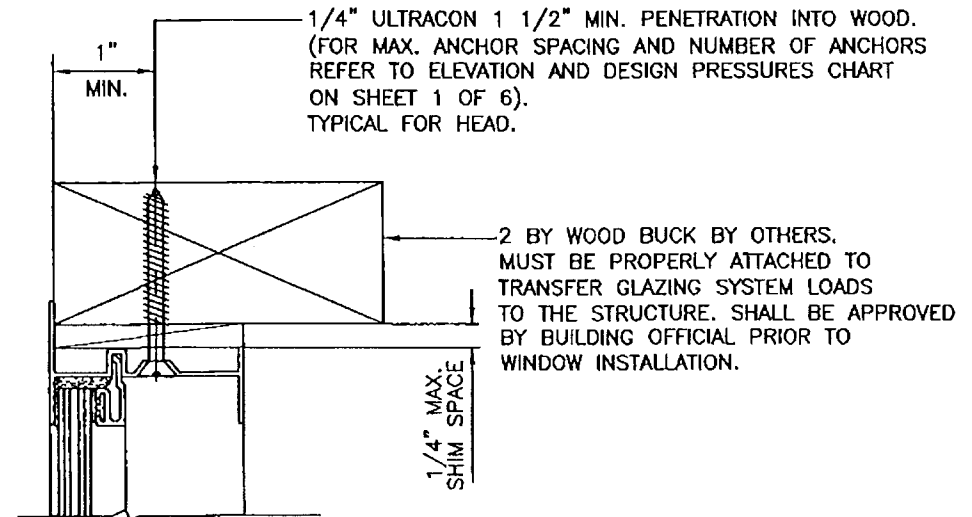 1/4" ULTRACON 1 1/2" MIN. PENETRATION INTO WOOD.
(FOR MAX. ANCHOR SPACING AND NUMBER OF ANCHORS
REFER TO ELEVATION AND DESIGN PRESSURES CHART
ON SHEET 1 OF 6).
TYPICAL FOR HEAD.
1"
MIN.
2 BY WOOD BUCK BY OTHERS.
MUST BE PROPERLY ATTACHED TO
TRANSFER GLAZING SYSTEM LOADS
TO THE STRUCTURE. SHALL BE APPROVED
BY BUILDING OFFICIAL PRIOR TO
WINDOW INSTALLATION.
1/4" MAX.
SHIM SPACE